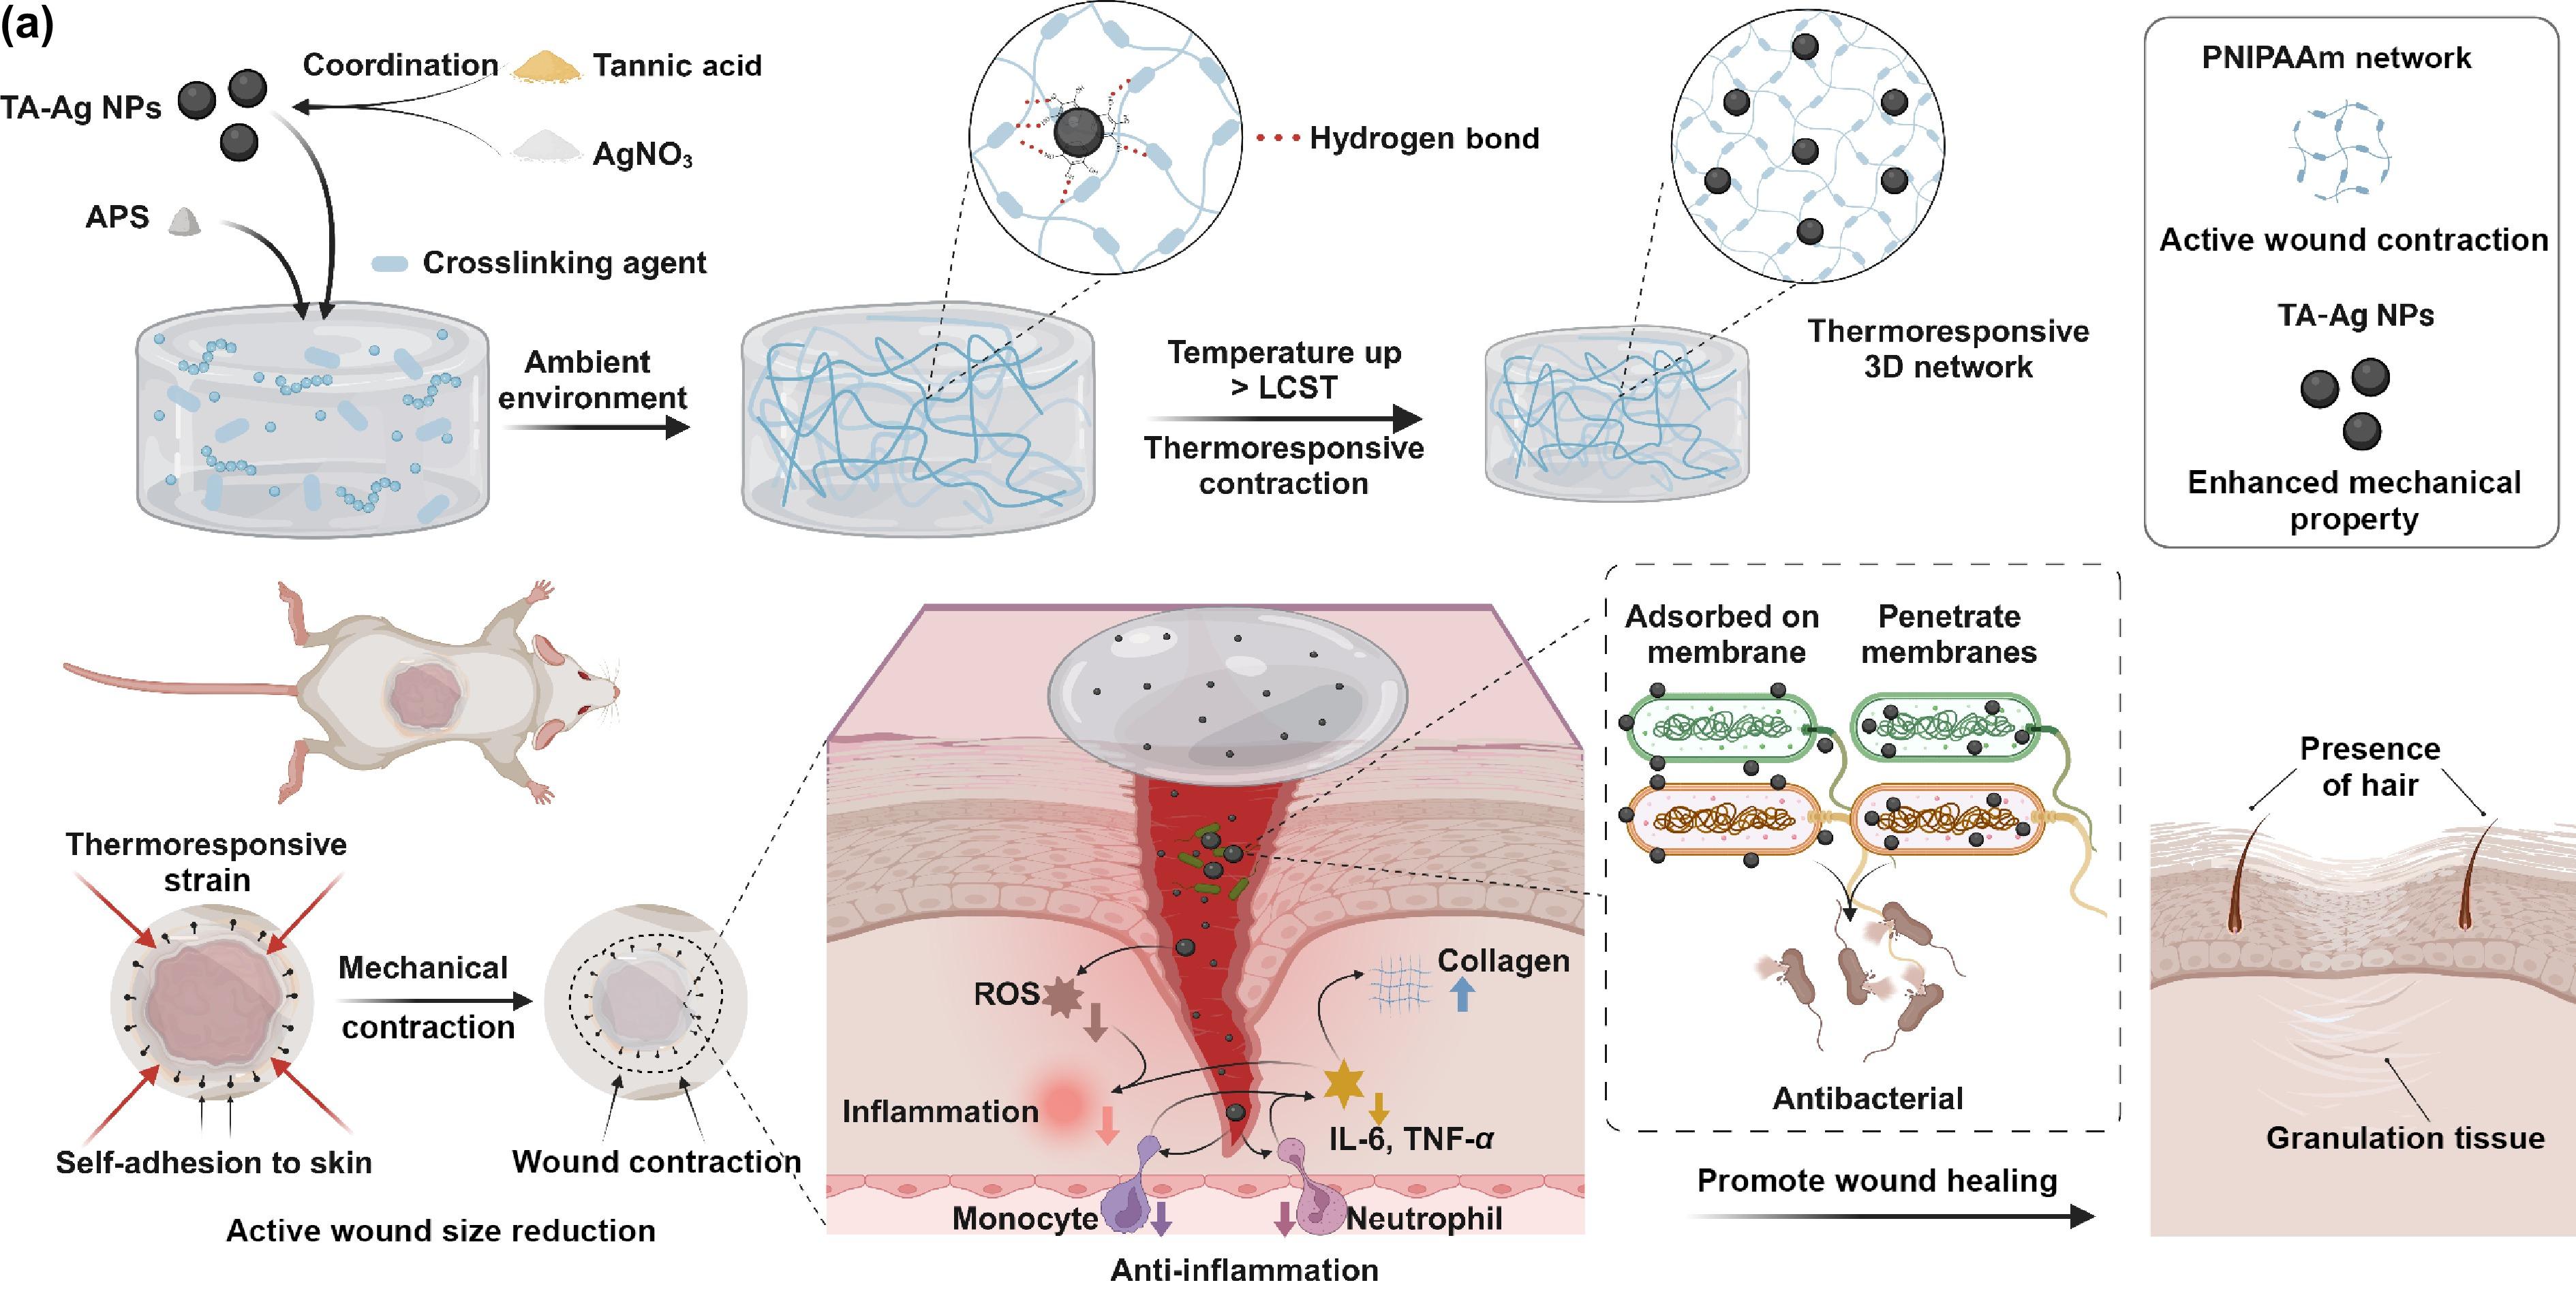 (a)
Coordination
Tannic acid
TA-Ag NPs
AgNO₃
APS
Crosslinking agent
Ambient
environment
Hydrogen bond
Temperature up
> LCST
Thermoresponsive
contraction
Thermoresponsive
3D network
PNIPAAm network
Active wound contraction
TA-Ag NPs
Enhanced mechanical
property
Thermoresponsive
strain
Mechanical
contraction
Self-adhesion to skin
Wound contraction
Active wound size reduction
ROS
Collagen
Inflammation
IL-6, TNF-α
Monocyte
Neutrophil
Anti-inflammation
Adsorbed on
membrane
Penetrate
membranes
Antibacterial
Promote wound healing
Presence
of hair
Granulation tissue